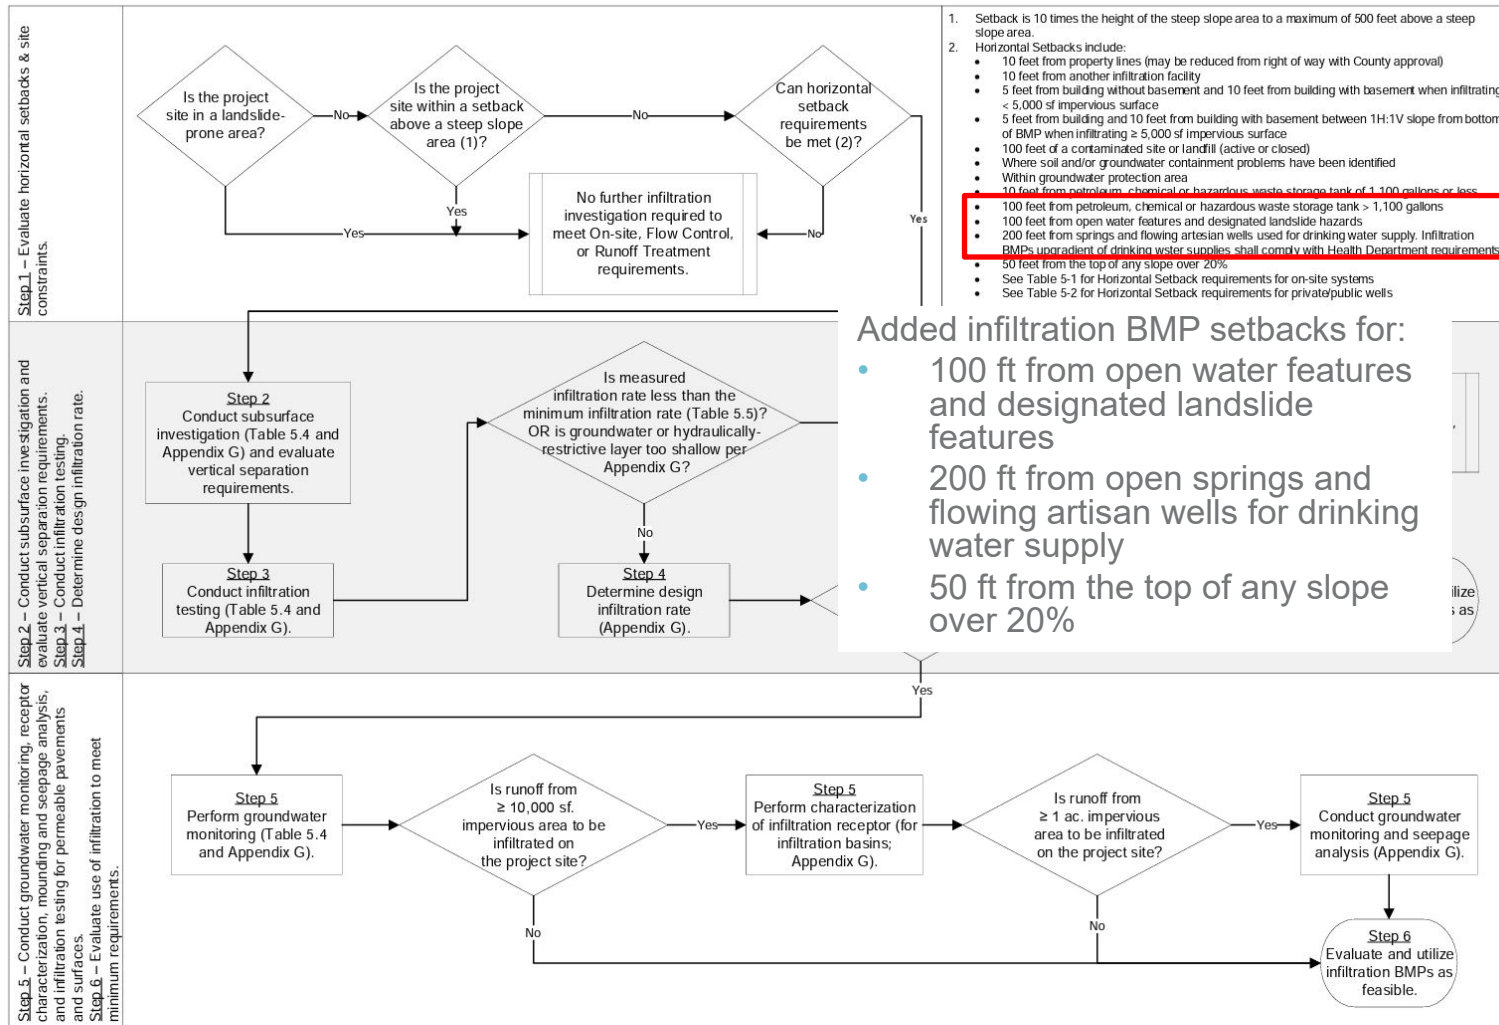 Step 1 – Evaluate horizontal setbacks & site
constraints.
Is the project
site in a landslide-
prone area?
No
Is the project
site within a setback
above a steep slope
area (1)?
No
Can horizontal
setback
requirements
be met (2)?
Yes
Yes
No
Yes
No further infiltration
investigation required to
meet On-site, Flow Control,
or Runoff Treatment
requirements.
1. Setback is 10 times the height of the steep slope area to a maximum of 500 feet above a steep
slope area.
2. Horizontal Setbacks include:
• 10 feet from property lines (may be reduced from right of way with County approval)
• 10 feet from another infiltration facility
• 5 feet from building without basement and 10 feet from building with basement when infiltrating
< 5,000 sf impervious surface
• 5 feet from building and 10 feet from building with basement between 1H:1V slope from bottom
of BMP when infiltrating ≥ 5,000 sf impervious surface
• 100 feet of a contaminated site or landfill (active or closed)
• Where soil and/or groundwater containment problems have been identified
• Within groundwater protection area
• 10 feet from petroleum, chemical or hazardous waste storage tank of 1,100 gallons or less
• 100 feet from petroleum, chemical or hazardous waste storage tank > 1,100 gallons
• 100 feet from open water features and designated landslide hazards
• 200 feet from springs and flowing artesian wells used for drinking water supply. Infiltration
BMPs upgradient of drinking wster supplies shall comply with Health Department requirements
• 50 feet from the top of any slope over 20%
• See Table 5-1 for Horizontal Setback requirements for on-site systems
• See Table 5-2 for Horizontal Setback requirements for private/public wells
Step 2 – Conduct subsurface investigation and
evaluate vertical separation requirements.
Step 3 – Conduct infiltration testing.
Step 4 – Determine design infiltration rate.
Step 2
Conduct subsurface
investigation (Table 5.4 and
Appendix G) and evaluate
vertical separation
requirements.
Step 3
Conduct infiltration
testing (Table 5.4 and
Appendix G).
Is measured
infiltration rate less than the
minimum infiltration rate (Table 5.5)?
OR is groundwater or hydraulically-
restrictive layer too shallow per
Appendix G?
No
Step 4
Determine design
infiltration rate
(Appendix G).
Added infiltration BMP setbacks for:
• 100 ft from open water features
and designated landslide
features
• 200 ft from open springs and
flowing artisan wells for drinking
water supply
• 50 ft from the top of any slope
over 20%
Yes
Step 5 – Conduct groundwater monitoring, receptor
characterization, mounding and seepage analysis,
and infiltration testing for permeable pavements
and surfaces.
Step 6 – Evaluate use of infiltration to meet
minimum requirements.
Step 5
Perform groundwater
monitoring (Table 5.4
and Appendix G).
Is runoff from
≥ 10,000 sf.
impervious area to be
infiltrated on
the project site?
Yes
No
Step 5
Perform characterization
of infiltration receptor (for
infiltration basins;
Appendix G).
Is runoff from
≥ 1 ac. impervious
area to be infiltrated
on the project site?
Yes
No
Step 5
Conduct groundwater
monitoring and seepage
analysis (Appendix G).
Step 6
Evaluate and utilize
infiltration BMPs as
feasible.